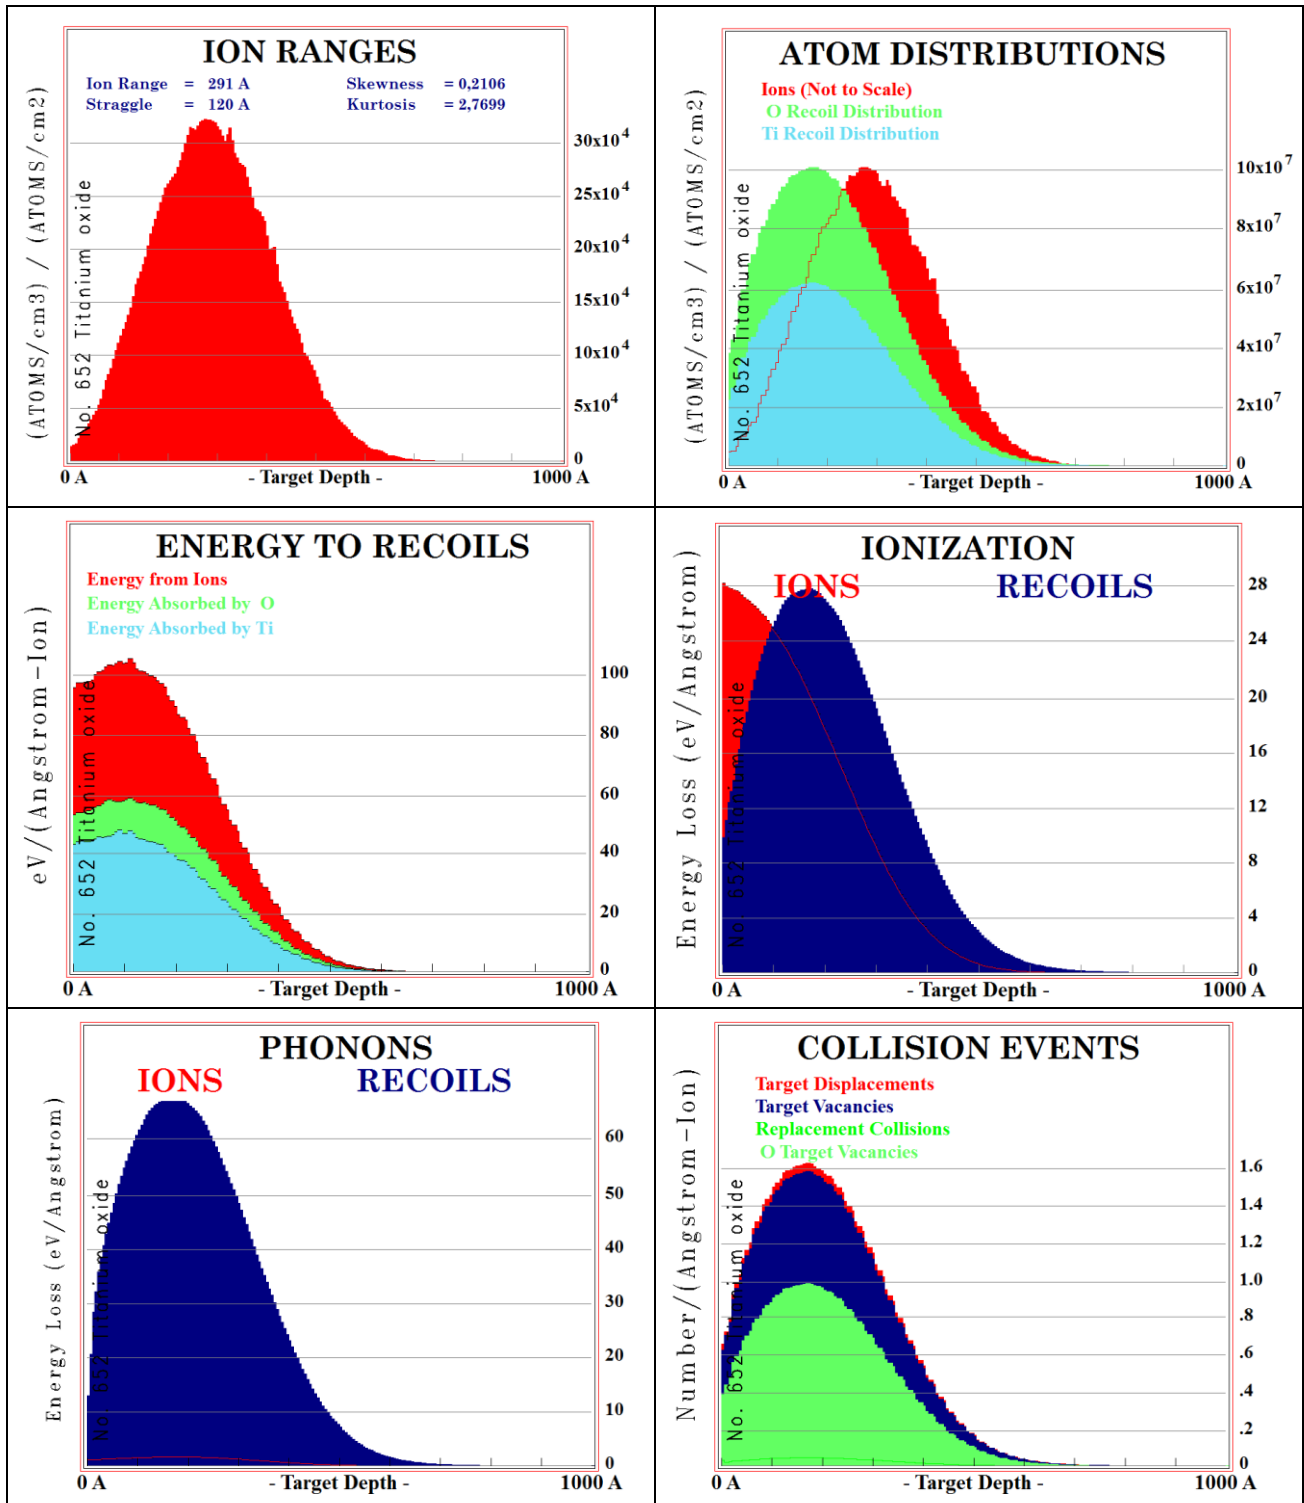 ION RANGES
Ion Range = 291 A Skewness = 0,2106
Straggle = 120 A Kurtosis = 2,7699
(ATOMS/cm3) / (ATOMS/cm2)
No. 652 Titanium oxide
30x10⁴
25x10⁴
20x10⁴
15x10⁴
10x10⁴
5x10⁴
0
0 A - Target Depth - 1000 A
ATOM DISTRIBUTIONS
Ions (Not to Scale)
O Recoil Distribution
Ti Recoil Distribution
(ATOMS/cm3) / (ATOMS/cm2)
No. 652 Titanium oxide
10x10⁷
8x10⁷
6x10⁷
4x10⁷
2x10⁷
0
0 A - Target Depth - 1000 A
ENERGY TO RECOILS
Energy from Ions
Energy Absorbed by O
Energy Absorbed by Ti
eV/(Angstrom-Ion)
No. 652 Titanium oxide
100
80
60
40
20
0
0 A - Target Depth - 1000 A
IONIZATION
IONS RECOILS
Energy Loss (eV/Angstrom)
No. 652 Titanium oxide
28
24
20
16
12
8
4
0
0 A - Target Depth - 1000 A
PHONONS
IONS RECOILS
Energy Loss (eV/Angstrom)
No. 652 Titanium oxide
60
50
40
30
20
10
0
0 A - Target Depth - 1000 A
COLLISION EVENTS
Target Displacements
Target Vacancies
Replacement Collisions
O Target Vacancies
Number/(Angstrom-Ion)
No. 652 Titanium oxide
1.6
1.4
1.2
1.0
.8
.6
.4
.2
0
0 A - Target Depth - 1000 A